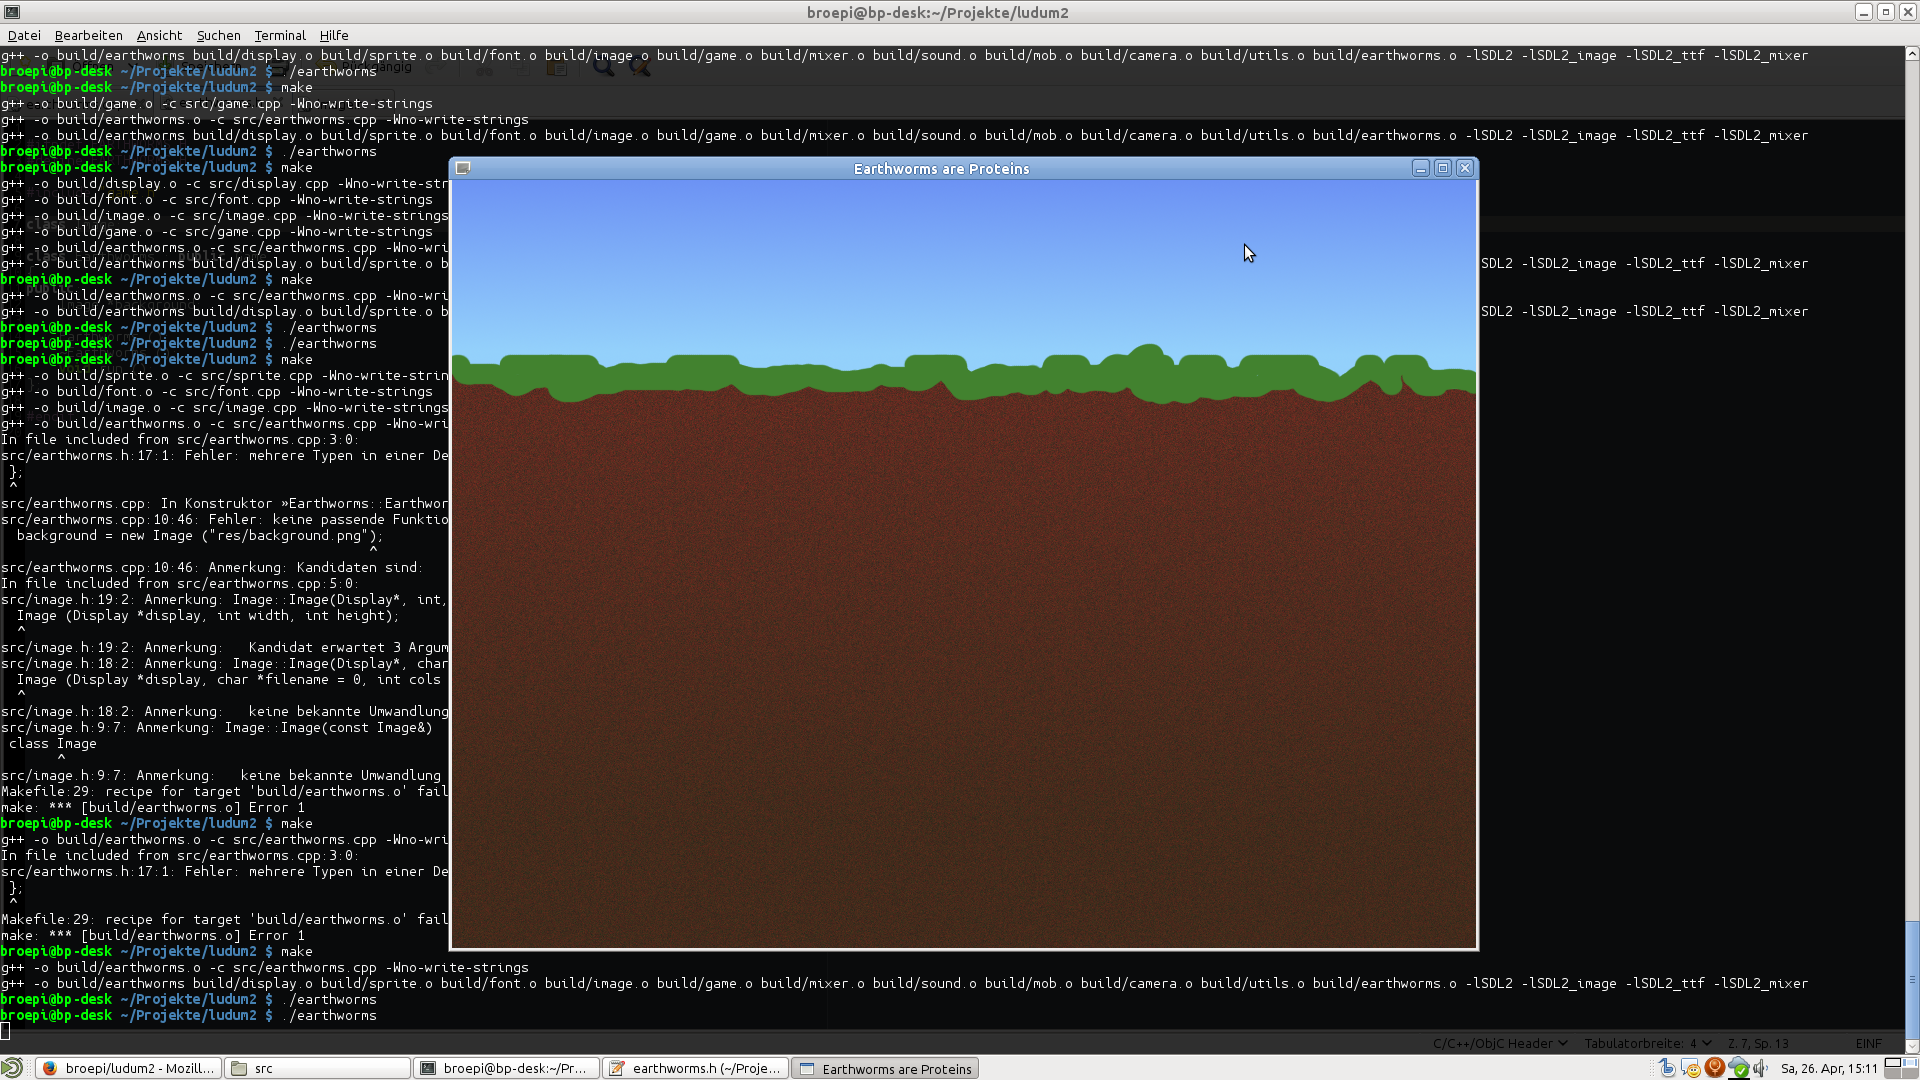 broepi@bp-desk:~/Projekte/ludum2
Datei Bearbeiten Ansicht Suchen Terminal Hilfe
g++ -o build/earthworms build/display.o build/sprite.o build/font.o build/image.o build/game.o build/mixer.o build/sound.o build/mob.o build/camera.o build/utils.o build/earthworms.o -lSDL2 -lSDL2_image -lSDL2_ttf -lSDL2_mixer
broepi@bp-desk ~/Projekte/ludum2 $ ./earthworms
broepi@bp-desk ~/Projekte/ludum2 $ make
g++ -o build/game.o -c src/game.cpp -Wno-write-strings
g++ -o build/earthworms.o -c src/earthworms.cpp -Wno-write-strings
g++ -o build/earthworms build/display.o build/sprite.o build/font.o build/image.o build/game.o build/mixer.o build/sound.o build/mob.o build/camera.o build/utils.o build/earthworms.o -lSDL2 -lSDL2_image -lSDL2_ttf -lSDL2_mixer
broepi@bp-desk ~/Projekte/ludum2 $ ./earthworms
broepi@bp-desk ~/Projekte/ludum2 $ make
Earthworms are Proteins
g++ -o build/display.o -c src/display.cpp -Wno-write-str
g++ -o build/font.o -c src/font.cpp -Wno-write-strings
g++ -o build/image.o -c src/image.cpp -Wno-write-strings
g++ -o build/game.o -c src/game.cpp -Wno-write-strings
g++ -o build/earthworms.o -c src/earthworms.cpp -Wno-wri
g++ -o build/earthworms build/display.o build/sprite.o b SDL2 -lSDL2_image -lSDL2_ttf -lSDL2_mixer
broepi@bp-desk ~/Projekte/ludum2 $ make
g++ -o build/earthworms.o -c src/earthworms.cpp -Wno-wri
g++ -o build/earthworms build/display.o build/sprite.o b SDL2 -lSDL2_image -lSDL2_ttf -lSDL2_mixer
broepi@bp-desk ~/Projekte/ludum2 $ ./earthworms
broepi@bp-desk ~/Projekte/ludum2 $ ./earthworms
broepi@bp-desk ~/Projekte/ludum2 $ make
g++ -o build/sprite.o -c src/sprite.cpp -Wno-write-strin
g++ -o build/font.o -c src/font.cpp -Wno-write-strings
g++ -o build/image.o -c src/image.cpp -Wno-write-strings
g++ -o build/earthworms.o -c src/earthworms.cpp -Wno-wri
In file included from src/earthworms.cpp:3:0:
src/earthworms.h:17:1: Fehler: mehrere Typen in einer De
};
^
src/earthworms.cpp: In Konstruktor »Earthworms::Earthwor
src/earthworms.cpp:10:46: Fehler: keine passende Funktio
background = new Image ("res/background.png");
^
src/earthworms.cpp:10:46: Anmerkung: Kandidaten sind:
In file included from src/earthworms.cpp:5:0:
src/image.h:19:2: Anmerkung: Image::Image(Display*, int,
Image (Display *display, int width, int height);
^
src/image.h:19:2: Anmerkung:   Kandidat erwartet 3 Argum
src/image.h:18:2: Anmerkung: Image::Image(Display*, char
Image (Display *display, char *filename = 0, int cols
^
src/image.h:18:2: Anmerkung:   keine bekannte Umwandlung
src/image.h:9:7: Anmerkung: Image::Image(const Image&)
class Image
^
src/image.h:9:7: Anmerkung:   keine bekannte Umwandlung
Makefile:29: recipe for target 'build/earthworms.o' fail
make: *** [build/earthworms.o] Error 1
broepi@bp-desk ~/Projekte/ludum2 $ make
g++ -o build/earthworms.o -c src/earthworms.cpp -Wno-wri
In file included from src/earthworms.cpp:3:0:
src/earthworms.h:17:1: Fehler: mehrere Typen in einer De
};
^
Makefile:29: recipe for target 'build/earthworms.o' fail
make: *** [build/earthworms.o] Error 1
broepi@bp-desk ~/Projekte/ludum2 $ make
g++ -o build/earthworms.o -c src/earthworms.cpp -Wno-write-strings
g++ -o build/earthworms build/display.o build/sprite.o build/font.o build/image.o build/game.o build/mixer.o build/sound.o build/mob.o build/camera.o build/utils.o build/earthworms.o -lSDL2 -lSDL2_image -lSDL2_ttf -lSDL2_mixer
broepi@bp-desk ~/Projekte/ludum2 $ ./earthworms
broepi@bp-desk ~/Projekte/ludum2 $ ./earthworms
C/C++/ObjC Header Tabulatorbreite: 4 Z. 7, Sp. 13 EINF
broepi/ludum2 - Mozill... src broepi@bp-desk:~/Pr... earthworms.h (~/Proje... Earthworms are Proteins Sa, 26. Apr, 15:11